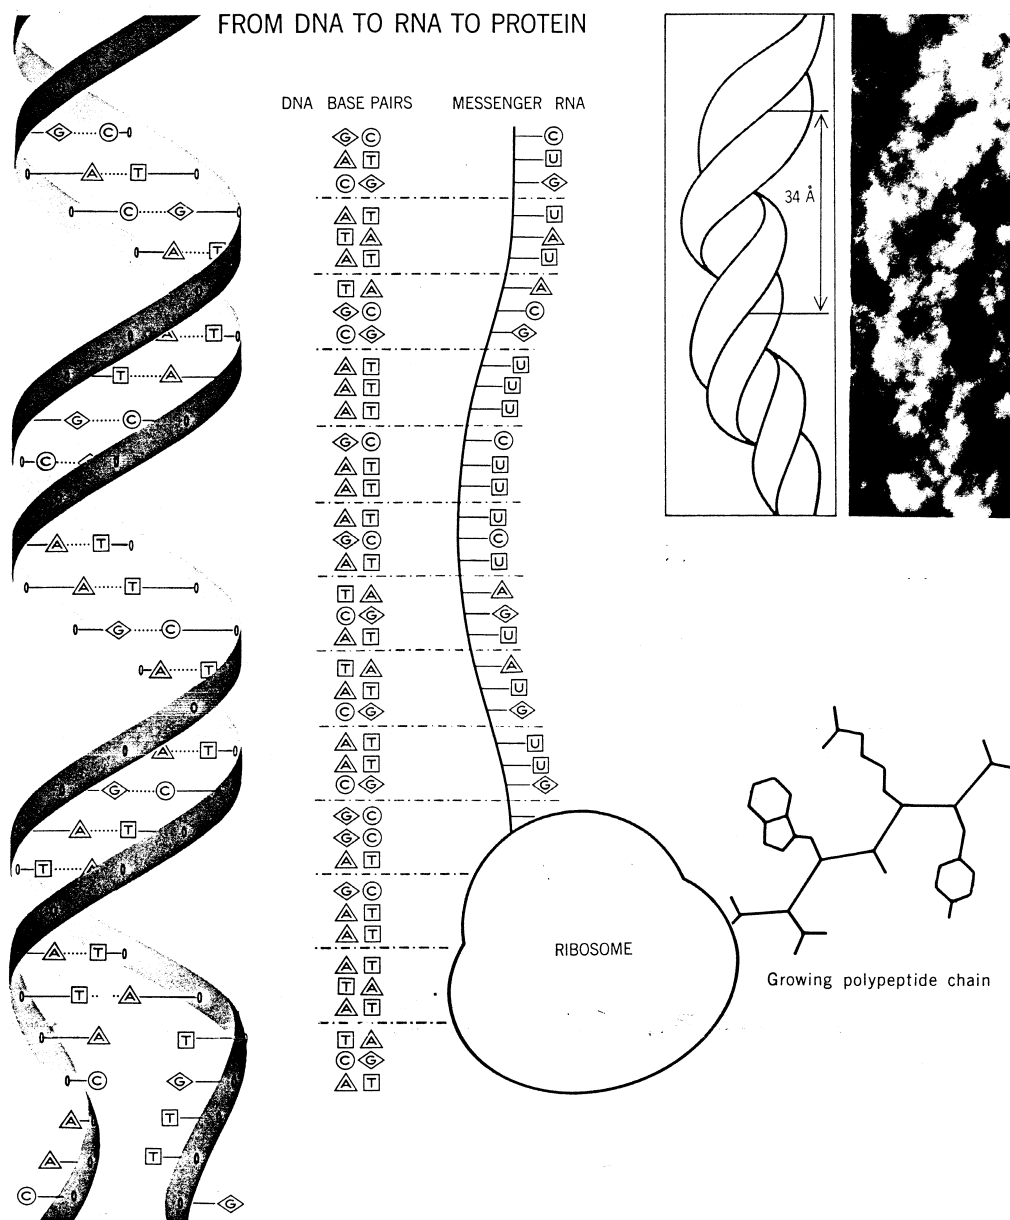 FROM DNA TO RNA TO PROTEIN
G C
A T
C G
A T
A T
T A
G C
C
A T
A T
G C
A T
A T
G C
A T
T A
A T
T A
A T
C G
A T
A T
C G
DNA BASE PAIRS MESSENGER RNA
G C C
A T U
C G G
A T U
T A A
A T U
T A A
G C C
C G G
A T U
A T U
A T U
G C C
A T U
A T U
A T U
G C C
A T U
T A A
C G G
A T U
T A A
A T U
C G G
A T U
A T U
C G G
G C
G C
A T
G C
A T
A T
A T
T A
A T
T A
C G
A T
RIBOSOME
34 Å
Growing polypeptide chain